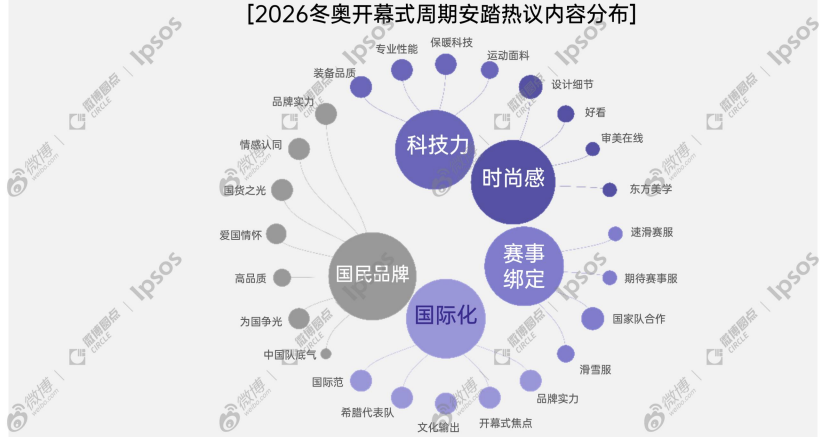 [2026冬奥开幕式周期安踏热议内容分布]
保暖科技
专业性能
运动面料
装备品质
设计细节
品牌实力
好看
科技力
审美在线
情感认同
时尚感
国货之光
东方美学
爱国情怀
速滑赛服
赛事
绑定
高品质
国民品牌
期待赛事服
为国争光
国际化
国家队合作
中国队底气
滑雪服
国际范
品牌实力
希腊代表队
文化输出
开幕式焦点
微博
weibo.com
微博图点
CIRCLE
Ipsos